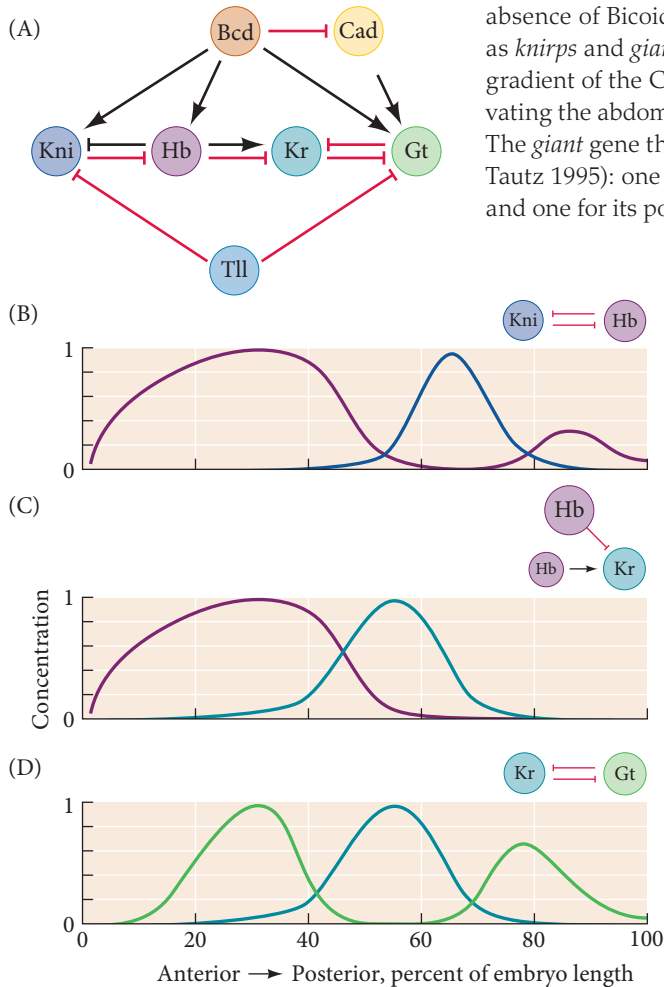 absence of Bicoid
as knirps and gian
gradient of the C
vating the abdom
The giant gene th
Tautz 1995): one
and one for its po
(A)
Bcd
Cad
Kni
Hb
Kr
Gt
Tll
(B)
Kni
Hb
1
0
(C)
Hb
Hb
Kr
1
0
Concentration
(D)
Kr
Gt
1
0
0 20 40 60 80 100
Anterior → Posterior, percent of embryo length